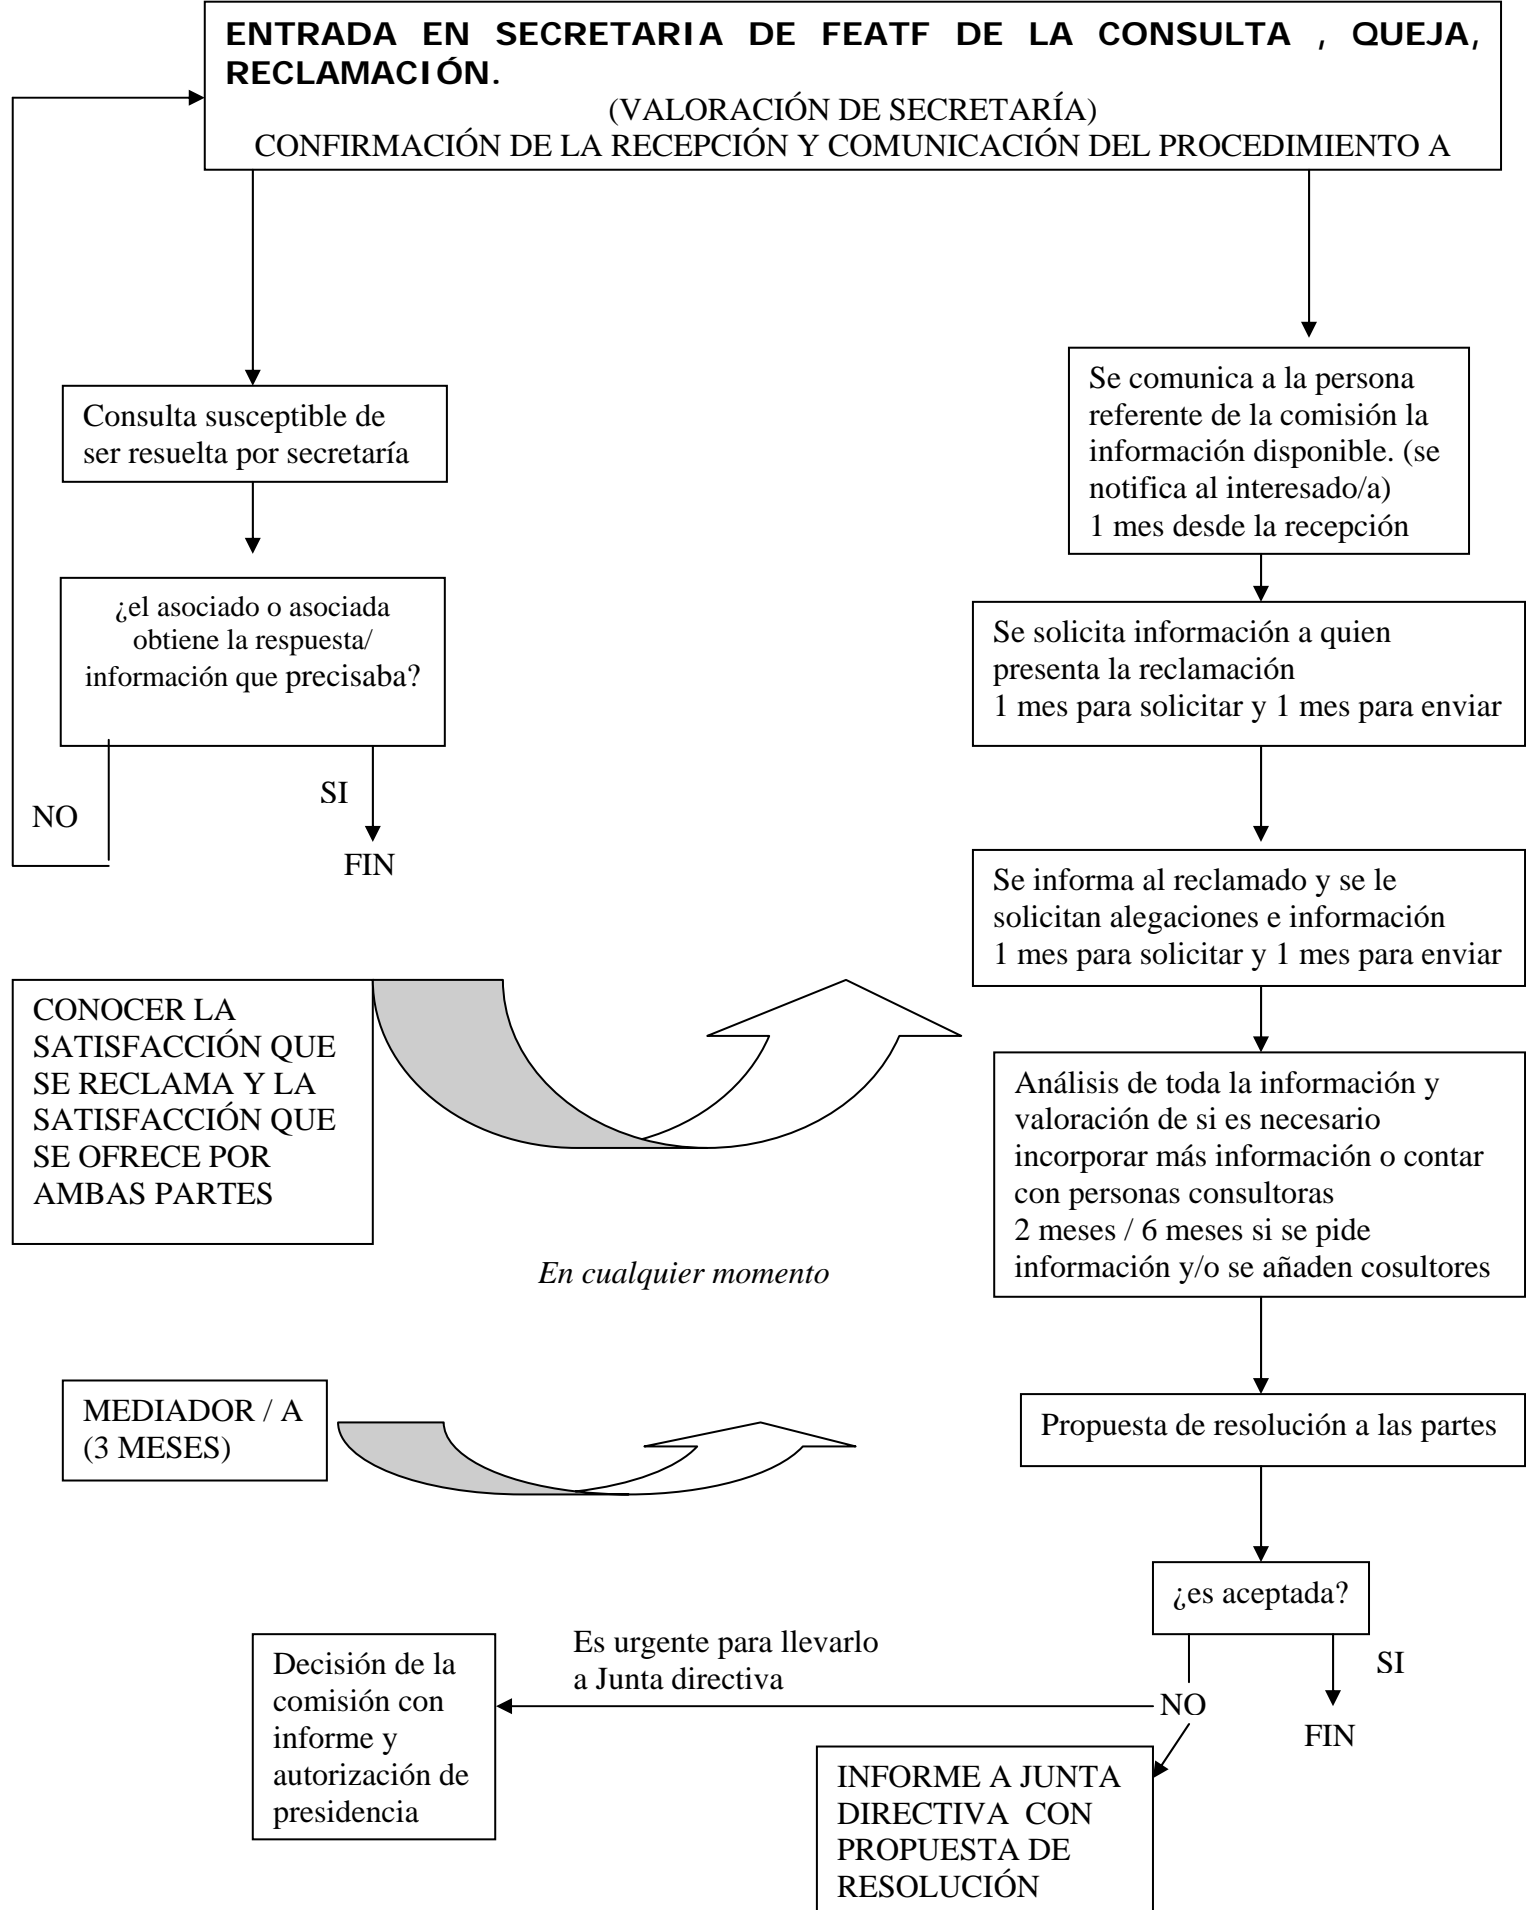 ENTRADA EN SECRETARIA DE FEATF DE LA CONSULTA , QUEJA,
RECLAMACIÓN.
(VALORACIÓN DE SECRETARÍA)
CONFIRMACIÓN DE LA RECEPCIÓN Y COMUNICACIÓN DEL PROCEDIMIENTO A
Consulta susceptible de
ser resuelta por secretaría
¿el asociado o asociada
obtiene la respuesta/
información que precisaba?
NO
SI
FIN
Se comunica a la persona
referente de la comisión la
información disponible. (se
notifica al interesado/a)
1 mes desde la recepción
Se solicita información a quien
presenta la reclamación
1 mes para solicitar y 1 mes para enviar
Se informa al reclamado y se le
solicitan alegaciones e información
1 mes para solicitar y 1 mes para enviar
CONOCER LA
SATISFACCIÓN QUE
SE RECLAMA Y LA
SATISFACCIÓN QUE
SE OFRECE POR
AMBAS PARTES
Análisis de toda la información y
valoración de si es necesario
incorporar más información o contar
con personas consultoras
2 meses / 6 meses si se pide
información y/o se añaden cosultores
En cualquier momento
MEDIADOR / A
(3 MESES)
Propuesta de resolución a las partes
¿es aceptada?
SI
FIN
NO
Es urgente para llevarlo
a Junta directiva
Decisión de la
comisión con
informe y
autorización de
presidencia
INFORME A JUNTA
DIRECTIVA CON
PROPUESTA DE
RESOLUCIÓN